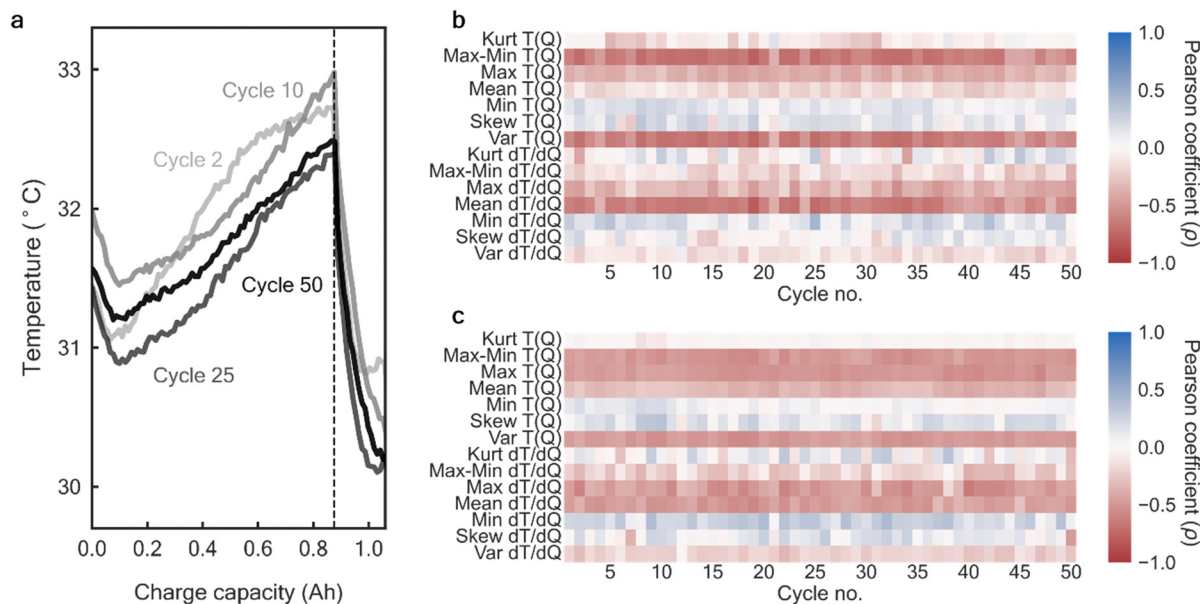 a
33
32
31
30
Temperature ( ° C)
Cycle 10
Cycle 2
Cycle 50
Cycle 25
0.0 0.2 0.4 0.6 0.8 1.0
Charge capacity (Ah)
b
Kurt T(Q)
Max-Min T(Q)
Max T(Q)
Mean T(Q)
Min T(Q)
Skew T(Q)
Var T(Q)
Kurt dT/dQ
Max-Min dT/dQ
Max dT/dQ
Mean dT/dQ
Min dT/dQ
Skew dT/dQ
Var dT/dQ
5 10 15 20 25 30 35 40 45 50
Cycle no.
1.0
0.5
0.0
−0.5
−1.0
Pearson coefficient (ρ)
c
Kurt T(Q)
Max-Min T(Q)
Max T(Q)
Mean T(Q)
Min T(Q)
Skew T(Q)
Var T(Q)
Kurt dT/dQ
Max-Min dT/dQ
Max dT/dQ
Mean dT/dQ
Min dT/dQ
Skew dT/dQ
Var dT/dQ
5 10 15 20 25 30 35 40 45 50
Cycle no.
1.0
0.5
0.0
−0.5
−1.0
Pearson coefficient (ρ)